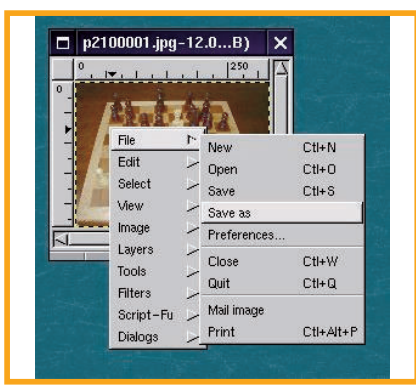 p2100001.jpg-12.0...B)
0 250
0
File
Edit
Select
View
Image
Layers
Tools
Filters
Script-Fu
Dialogs
New Ctl+N
Open Ctl+O
Save Ctl+S
Save as
Preferences...
Close Ctl+W
Quit Ctl+Q
Mail image
Print Ctl+Alt+P